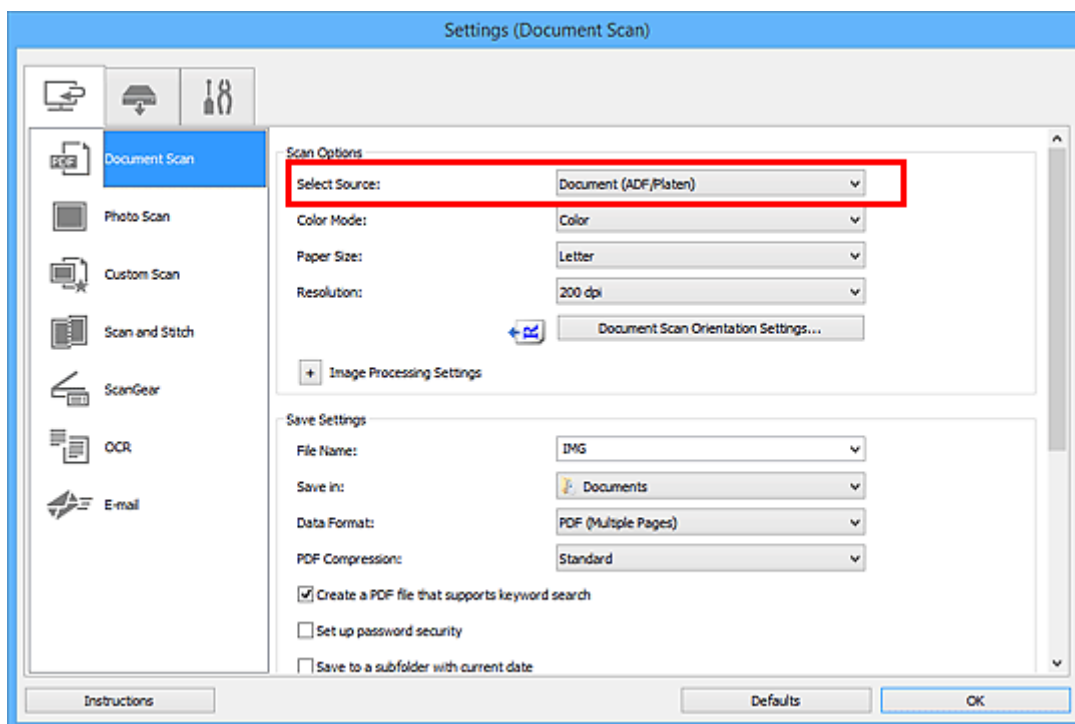 Settings (Document Scan)
PDF
Document Scan
Photo Scan
Custom Scan
Scan and Stitch
ScanGear
OCR
E-mail
Scan Options
Select Source: Document (ADF/Platen)
Color Mode: Color
Paper Size: Letter
Resolution: 200 dpi
R Document Scan Orientation Settings...
+ Image Processing Settings
Save Settings
File Name: IMG
Save in: Documents
Data Format: PDF (Multiple Pages)
PDF Compression: Standard
Create a PDF file that supports keyword search
Set up password security
Save to a subfolder with current date
Instructions Defaults OK